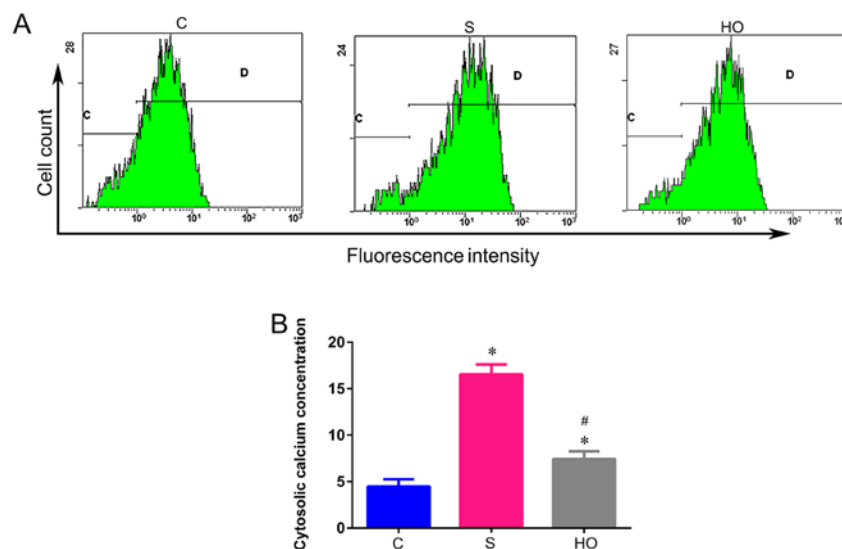 A
C
S
HO
28
24
27
D
D
D
C
C
C
Cell count
10⁰ 10¹ 10² 10³
10⁰ 10¹ 10² 10³
10⁰ 10¹ 10²
Fluorescence intensity
B
Cytosolic calcium concentration
20
15
10
5
0
*
#
*
C S HO